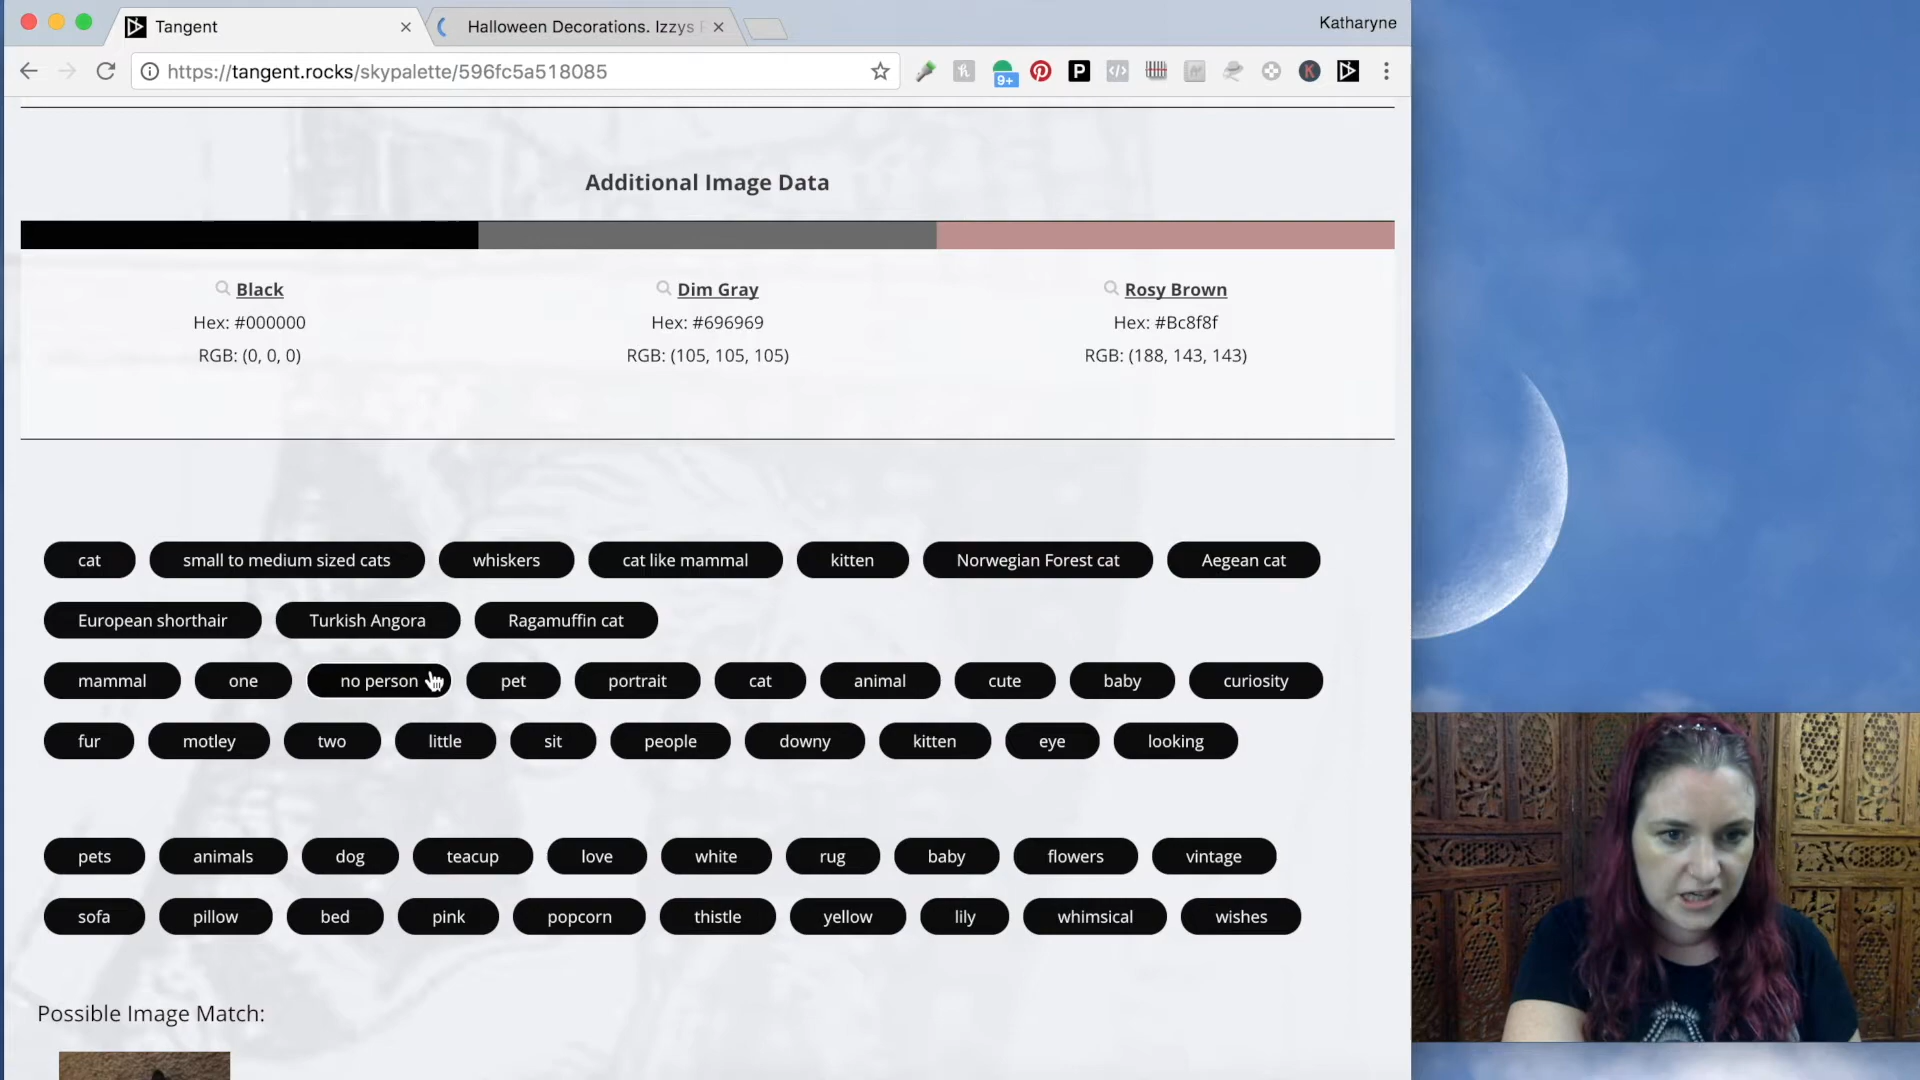 Tangent
Halloween Decorations. Izzys
Katharyne
https://tangent.rocks/skypalette/596fc5a518085
9+
Additional Image Data
Black Dim Gray Rosy Brown
Hex: #000000 Hex: #696969 Hex: #Bc8f8f
RGB: (0, 0, 0) RGB: (105, 105, 105) RGB: (188, 143, 143)
cat small to medium sized cats whiskers cat like mammal kitten Norwegian Forest cat Aegean cat
European shorthair Turkish Angora Ragamuffin cat
mammal one no person pet portrait cat animal cute baby curiosity
fur motley two little sit people downy kitten eye looking
pets animals dog teacup love white rug baby flowers vintage
sofa pillow bed pink popcorn thistle yellow lily whimsical wishes
Possible Image Match: